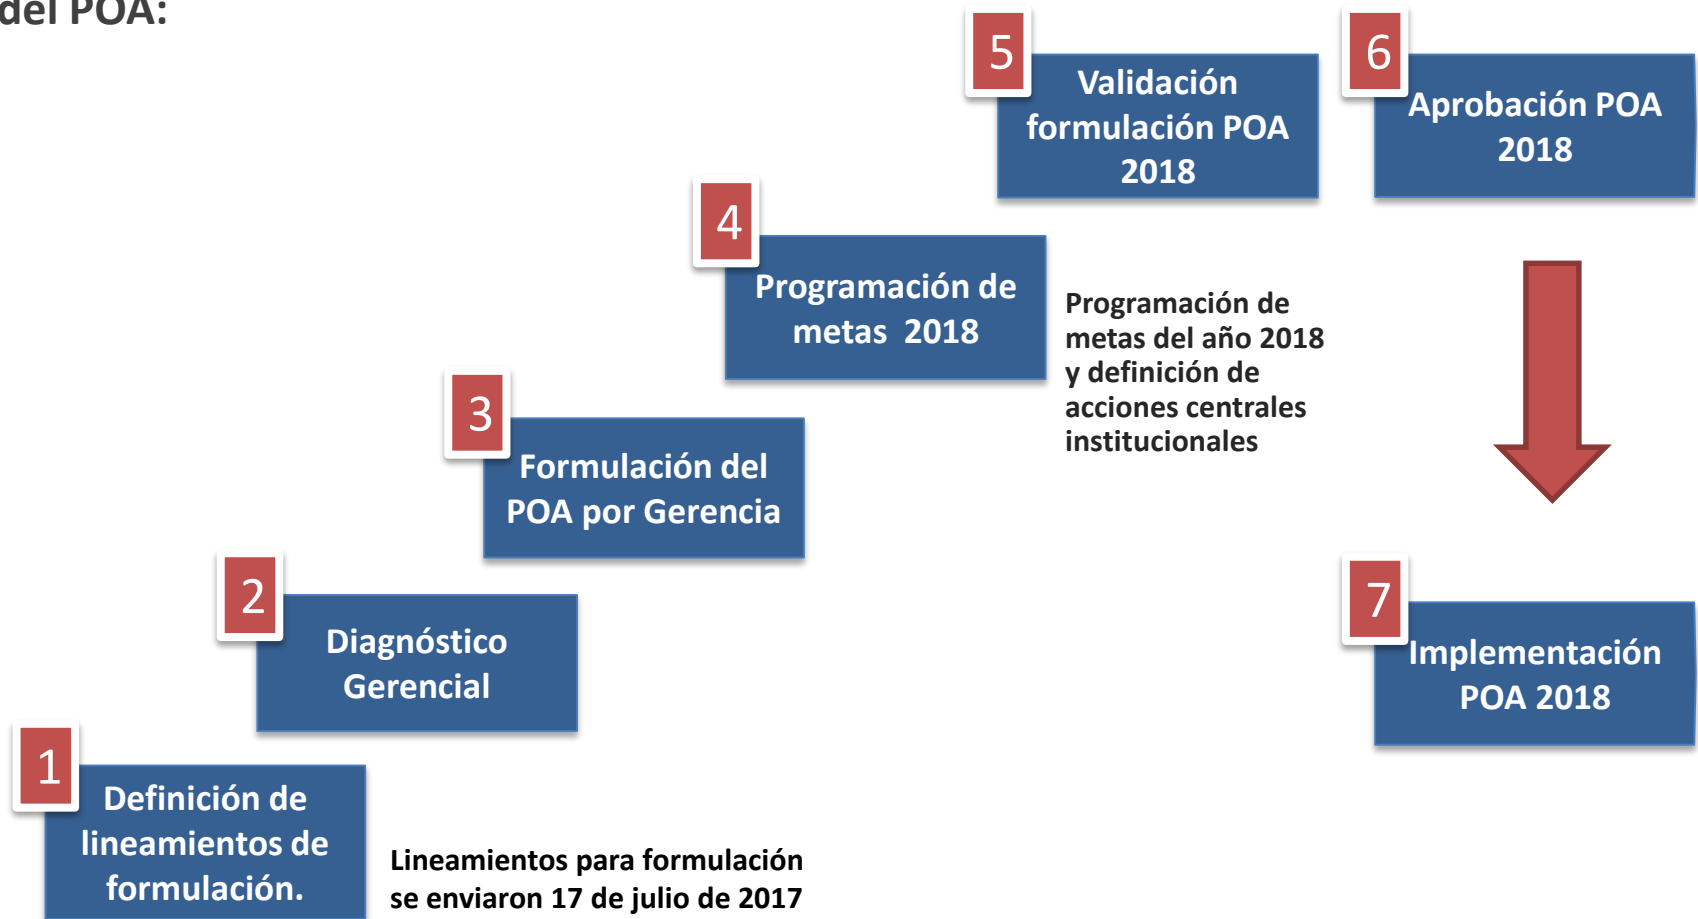 del POA:
5
Validación
formulación POA
2018
6
Aprobación POA
2018
4
Programación de
metas 2018
Programación de
metas del año 2018
y definición de
acciones centrales
institucionales
3
Formulación del
POA por Gerencia
2
Diagnóstico
Gerencial
7
Implementación
POA 2018
1
Definición de
lineamientos de
formulación.
Lineamientos para formulación
se enviaron 17 de julio de 2017